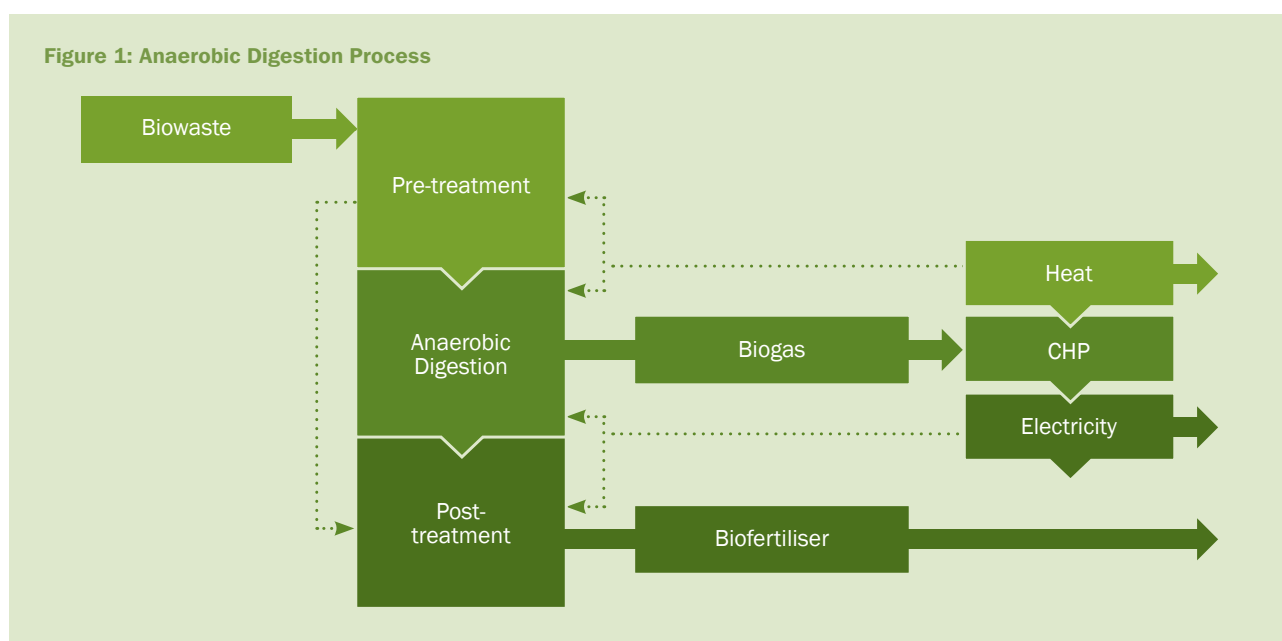 Figure 1: Anaerobic Digestion Process
Biowaste
Pre-treatment
Heat
Anaerobic
Digestion
Biogas
CHP
Electricity
Post-
treatment
Biofertiliser